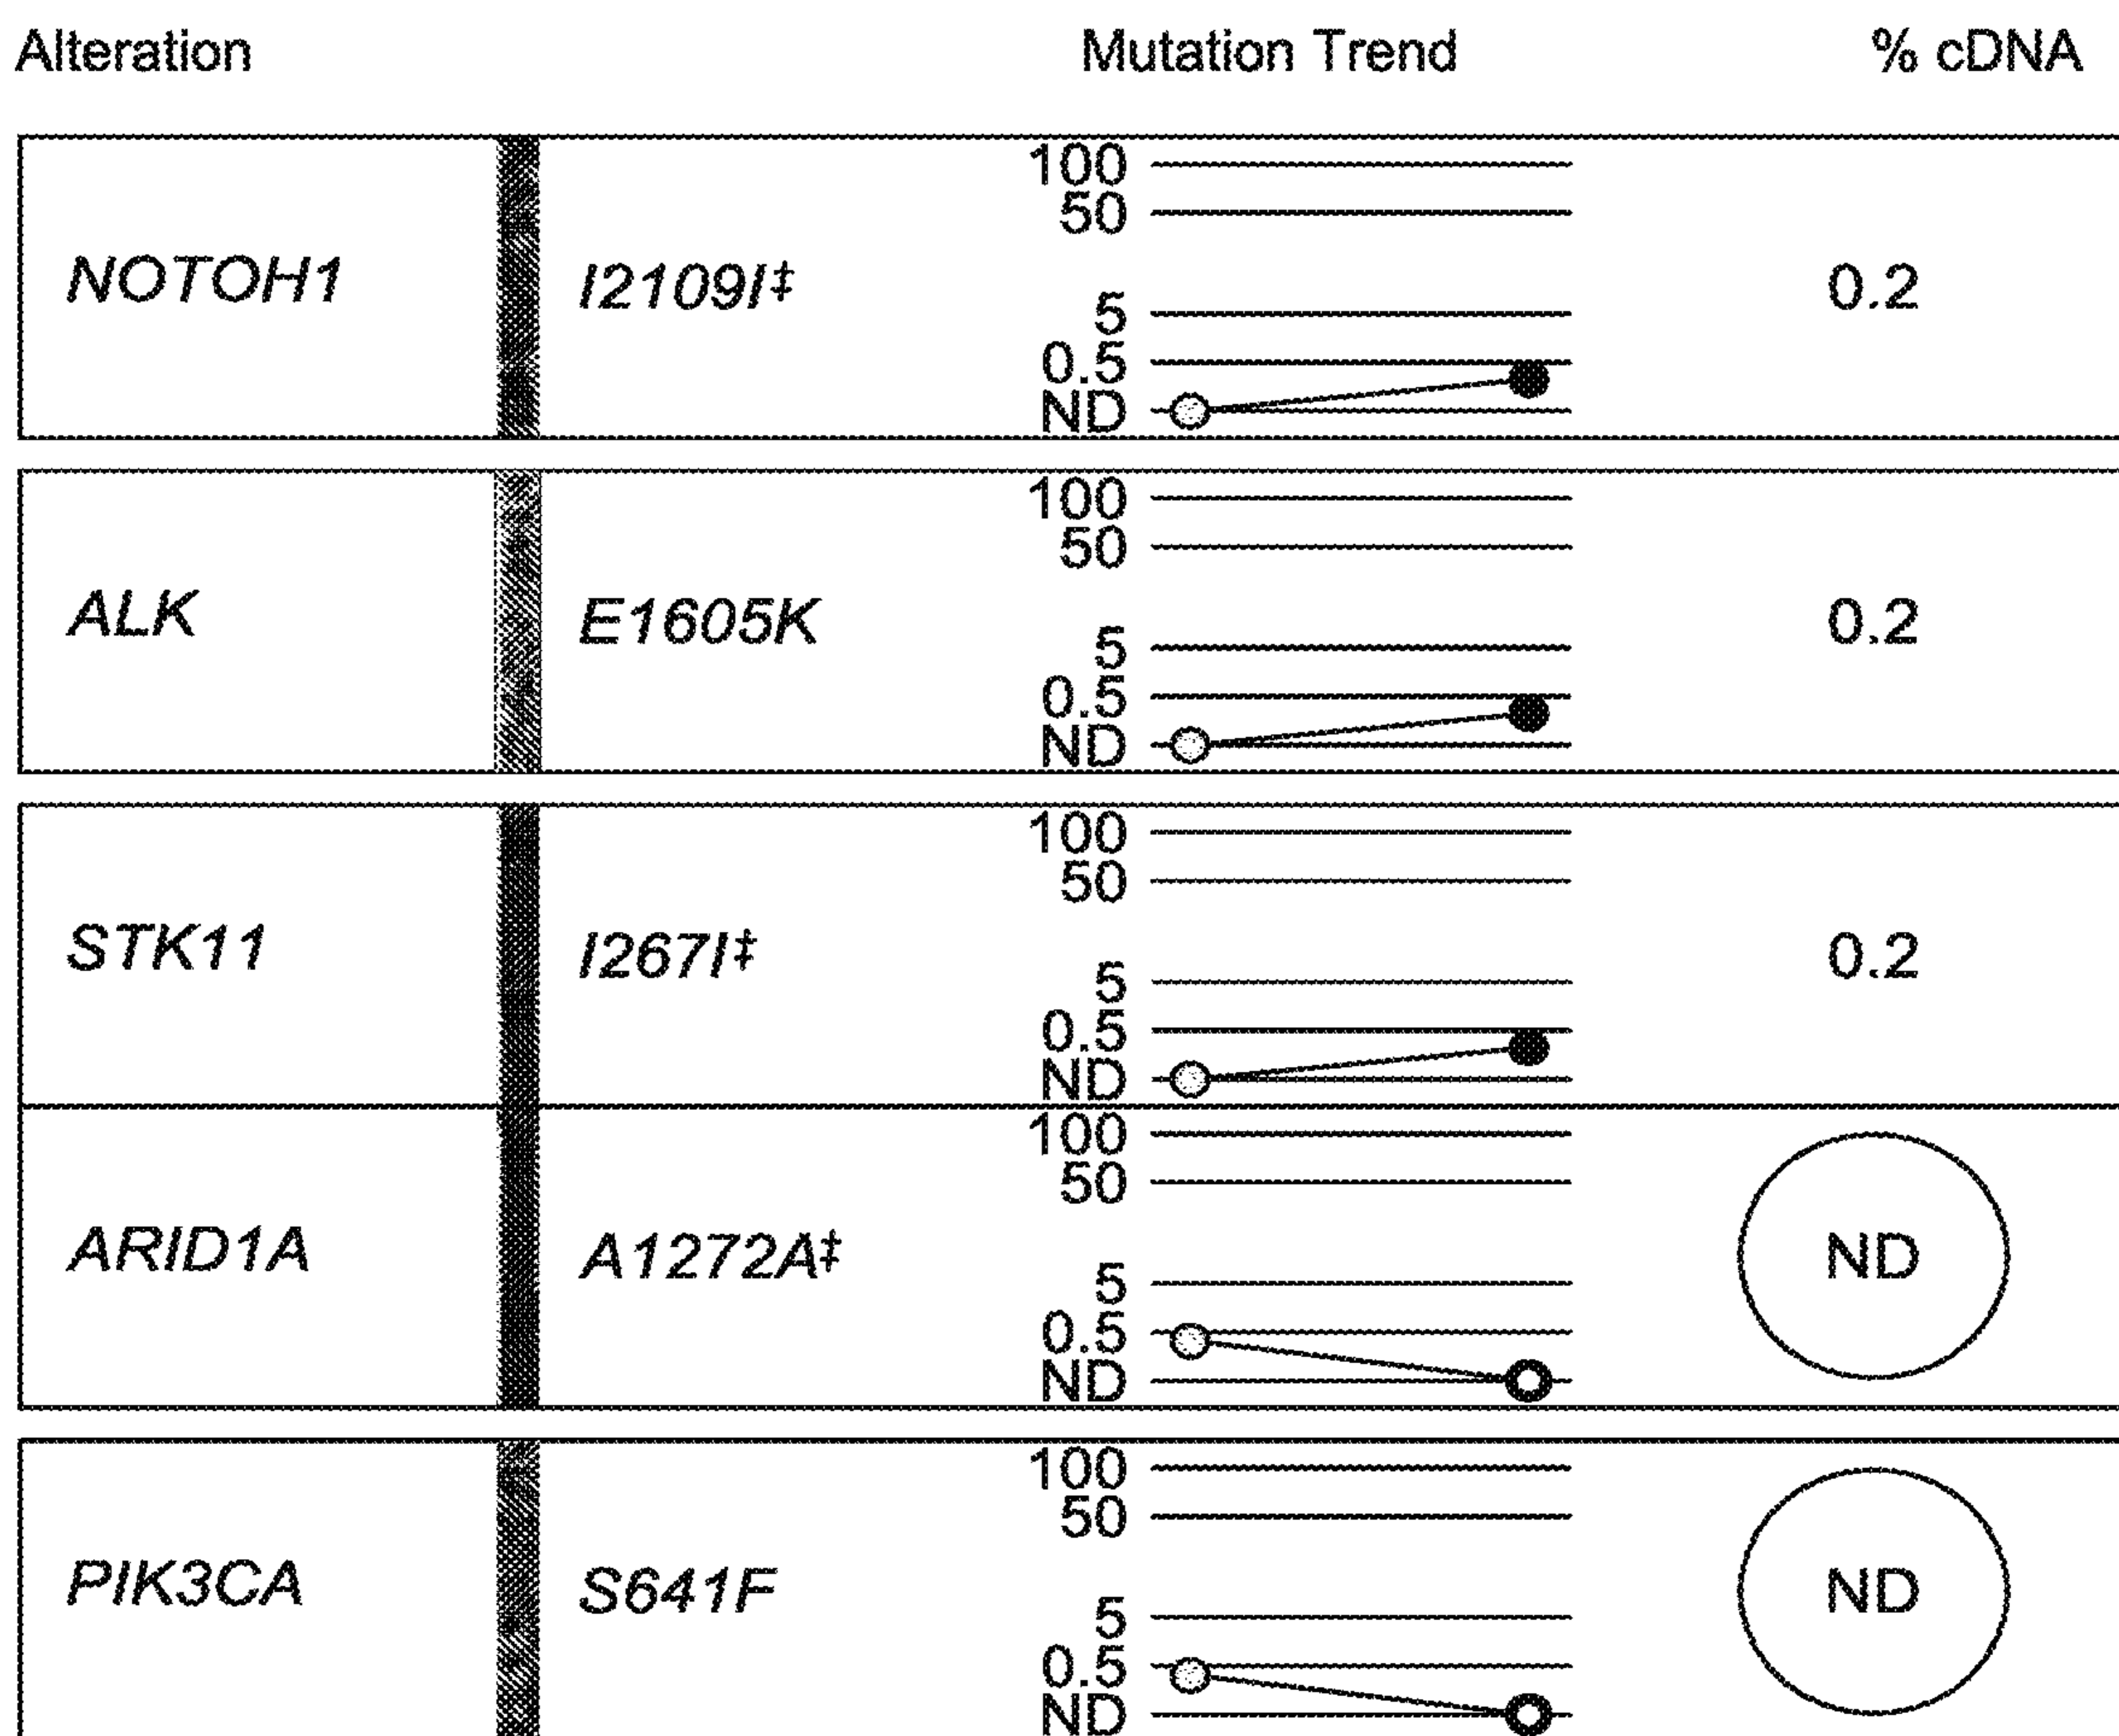 Alteration Mutation Trend % cDNA
100
50
NOTOH1 I2109I‡ 0.2
5
0.5
ND
100
50
ALK E1605K 0.2
5
0.5
ND
100
50
STK11 I267I‡ 0.2
5
0.5
ND
100
50
ARID1A A1272A‡ ND
5
0.5
ND
100
50
PIK3CA S641F ND
5
0.5
ND